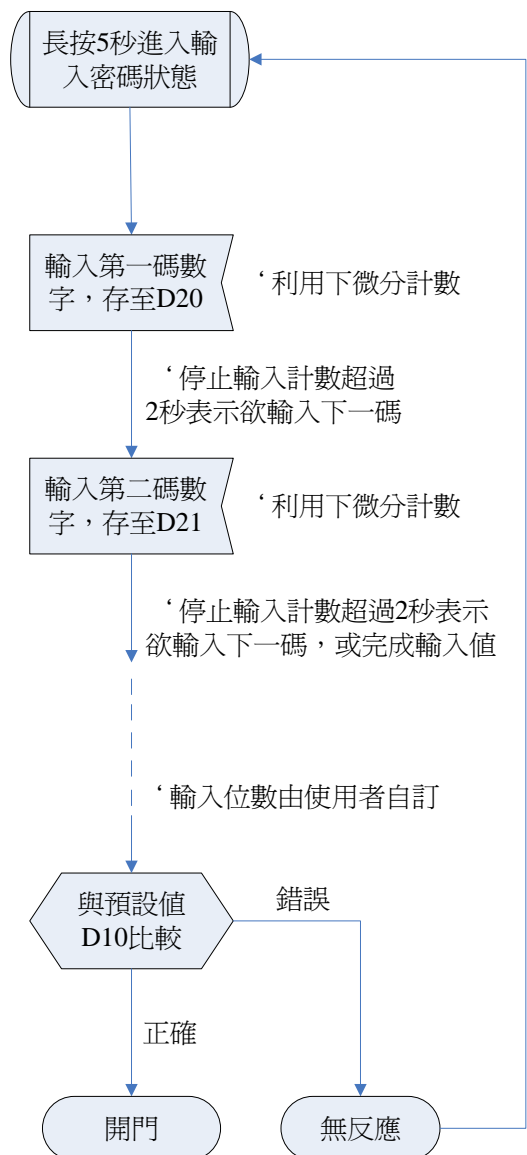 長按5秒進入輸
入密碼狀態
輸入第一碼數
字，存至D20
‘利用下微分計數
‘停止輸入計數超過
2秒表示欲輸入下一碼
輸入第二碼數
字，存至D21
‘利用下微分計數
‘停止輸入計數超過2秒表示
欲輸入下一碼，或完成輸入值
‘輸入位數由使用者自訂
與預設值
D10比較
錯誤
正確
開門
無反應